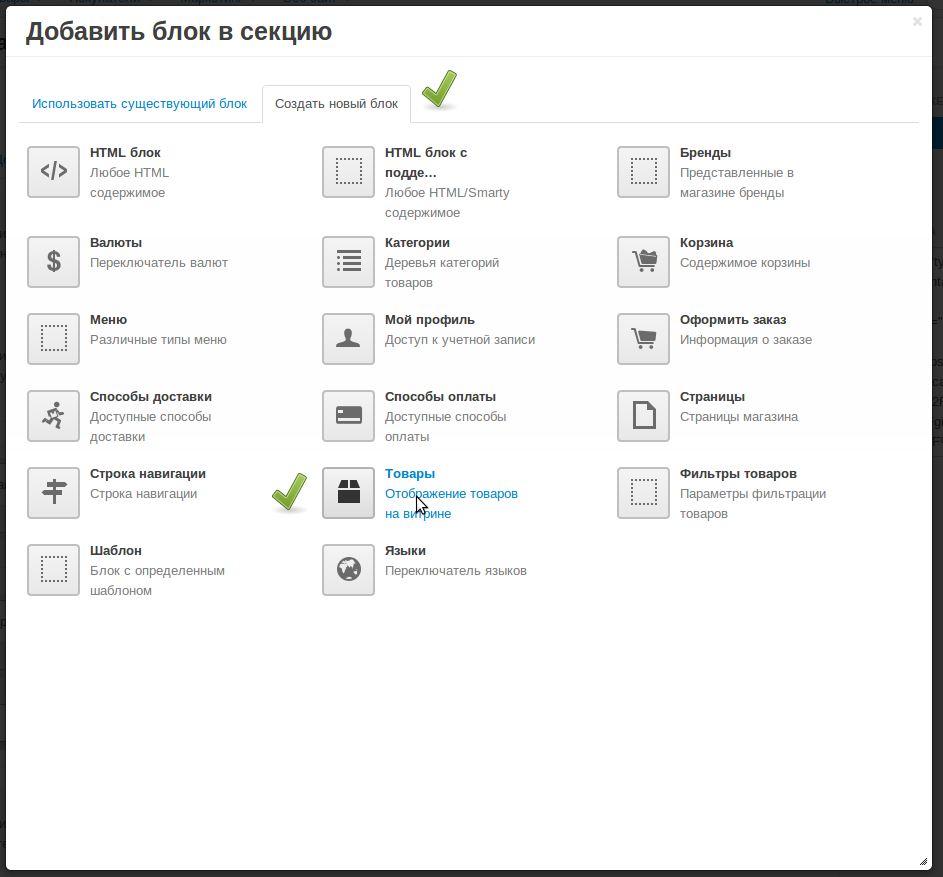 Добавить блок в секцию
Использовать существующий блок
Создать новый блок
HTML блок
Любое HTML
содержимое
HTML блок с
подде...
Любое HTML/Smarty
содержимое
Бренды
Представленные в
магазине бренды
Валюты
Переключатель валют
Категории
Деревья категорий
товаров
Корзина
Содержимое корзины
Меню
Различные типы меню
Мой профиль
Доступ к учетной записи
Оформить заказ
Информация о заказе
Способы доставки
Доступные способы
доставки
Способы оплаты
Доступные способы
оплаты
Страницы
Страницы магазина
Строка навигации
Строка навигации
Товары
Отображение товаров
на витрине
Фильтры товаров
Параметры фильтрации
товаров
Шаблон
Блок с определенным
шаблоном
Языки
Переключатель языков